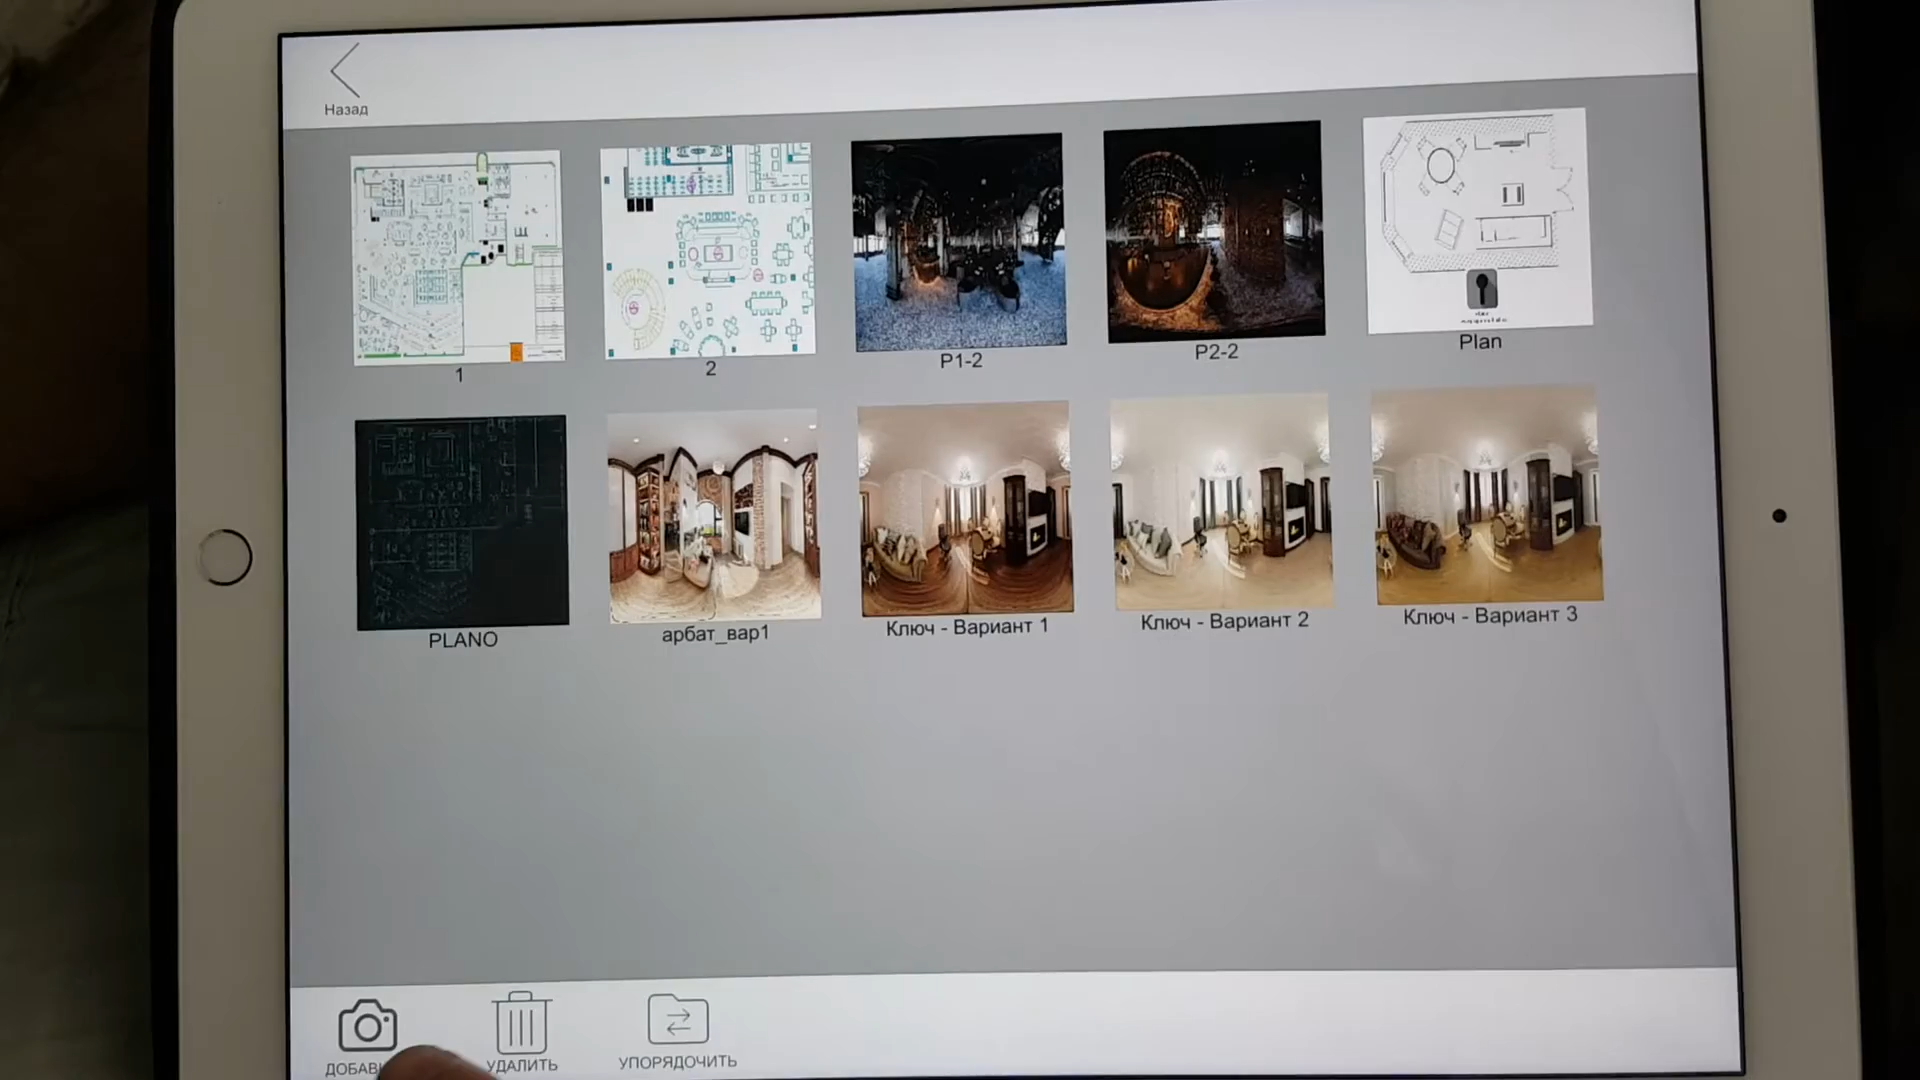 Назад
1
2
P1-2
P2-2
Plan
PLANO
арбат_вар1
Ключ - Вариант 1
Ключ - Вариант 2
Ключ - Вариант 3
УДАЛИТЬ
УПОРЯДОЧИТЬ